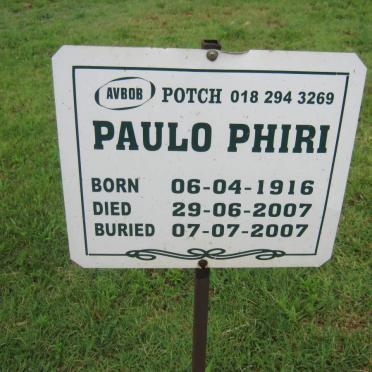 AVBOB POTCH 018 294 3269
PAULO PHIRI
BORN 06-04-1916
DIED 29-06-2007
BURIED 07-07-2007